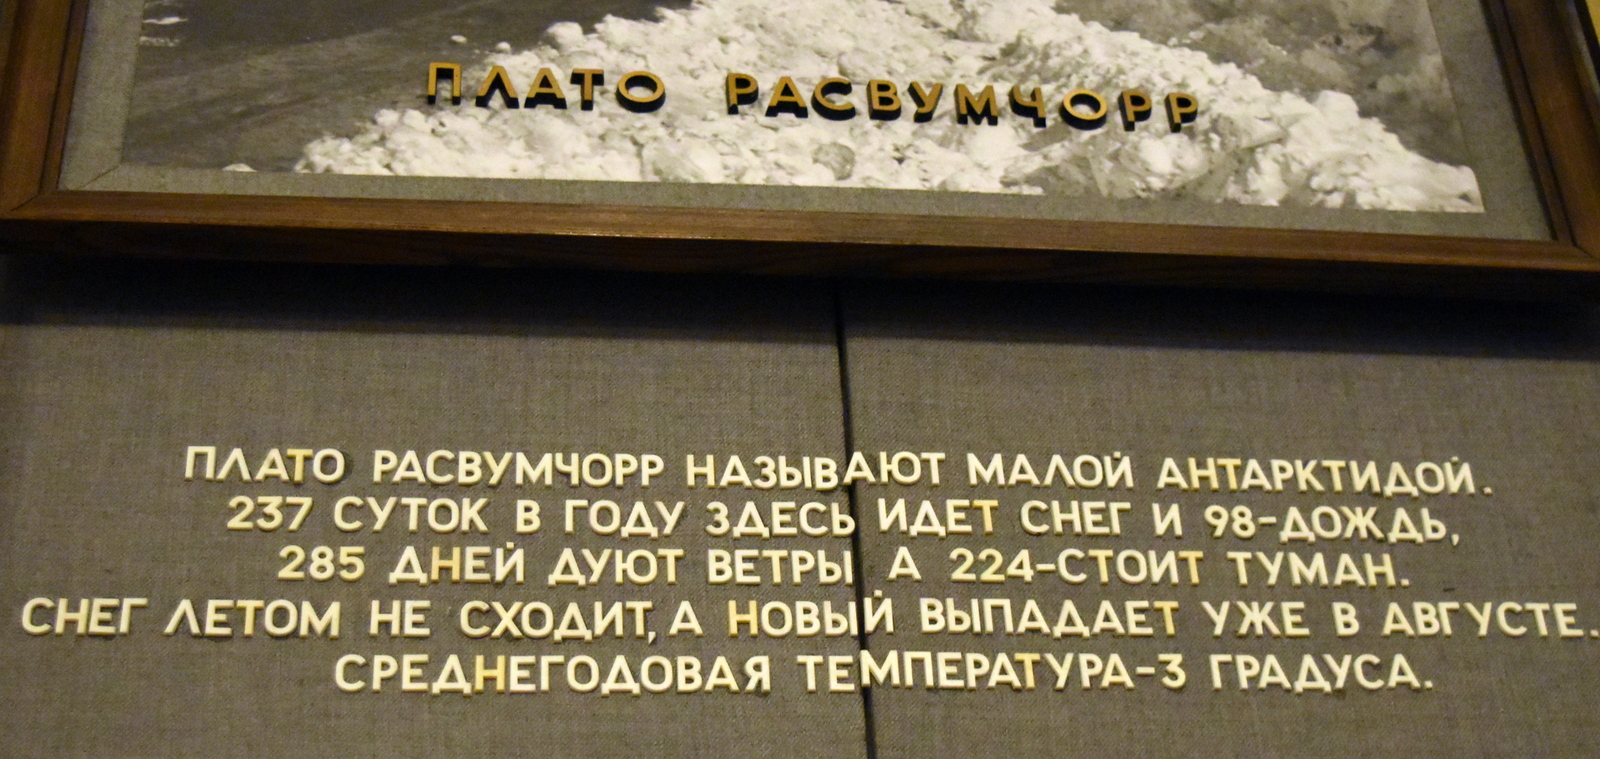 ПЛАТО РАСВУМЧОРР
ПЛАТО РАСВУМЧОРР НАЗЫВАЮТ МАЛОЙ АНТАРКТИДОЙ.
237 СУТОК В ГОДУ ЗДЕСЬ ИДЕТ СНЕГ И 98-ДОЖДЬ,
285 ДНЕЙ ДУЮТ ВЕТРЫ А 224-СТОИТ ТУМАН.
СНЕГ ЛЕТОМ НЕ СХОДИТ, А НОВЫЙ ВЫПАДАЕТ УЖЕ В АВГУСТЕ.
СРЕДНЕГОДОВАЯ ТЕМПЕРАТУРА-3 ГРАДУСА.